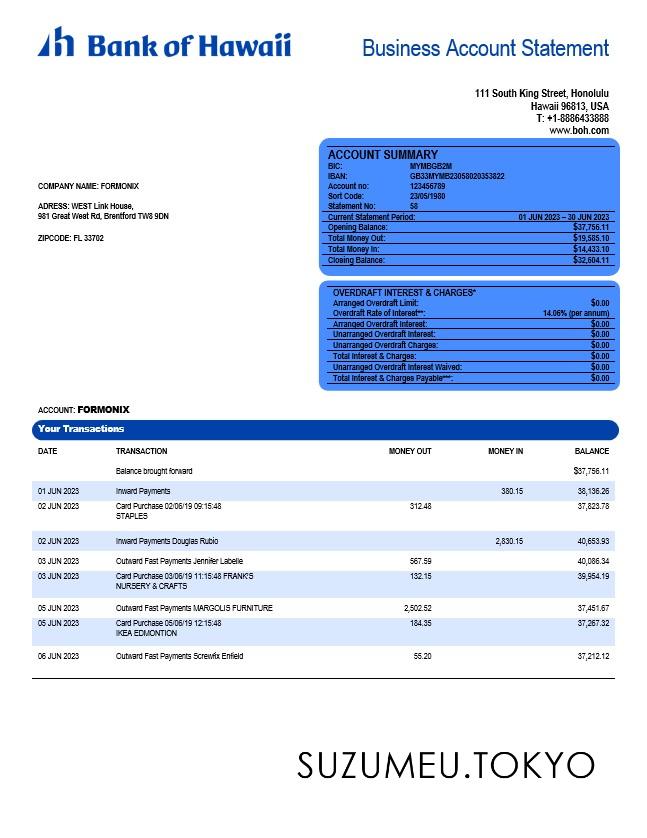 Bank of Hawaii
Business Account Statement
111 South King Street, Honolulu
Hawaii 96813, USA
T: +1-8886433888
www.boh.com
ACCOUNT SUMMARY
BIC: MYMBGB2M
IBAN: GB33MYMB23058020353822
Account no: 123456789
Sort Code: 23/05/1980
Statement No: 58
Current Statement Period: 01 JUN 2023 – 30 JUN 2023
Opening Balance: $37,756.11
Total Money Out: $19,585.10
Total Money In: $14,433.10
Closing Balance: $32,604.11
COMPANY NAME: FORMONIX
ADRESS: WEST Link House,
981 Great West Rd, Brentford TW8 9DN
ZIPCODE: FL 33702
OVERDRAFT INTEREST & CHARGES*
Arranged Overdraft Limit: $0.00
Overdraft Rate of Interest**: 14.06% (per annum)
Arranged Overdraft Interest: $0.00
Unarranged Overdraft Interest: $0.00
Unarranged Overdraft Charges: $0.00
Total Interest & Charges: $0.00
Unarranged Overdraft Interest Waived: $0.00
Total Interest & Charges Payable***: $0.00
ACCOUNT: FORMONIX
Your Transactions
DATE TRANSACTION MONEY OUT MONEY IN BALANCE
Balance brought forward $37,756.11
01 JUN 2023 Inward Payments 380.15 38,136.26
02 JUN 2023 Card Purchase 02/06/19 09:15:48 312.48 37,823.78
STAPLES
02 JUN 2023 Inward Payments Douglas Rubio 2,830.15 40,653.93
03 JUN 2023 Outward Fast Payments Jennifer Labelle 567.59 40,086.34
03 JUN 2023 Card Purchase 03/06/19 11:15:48 FRANK'S 132.15 39,954.19
NURSERY & CRAFTS
05 JUN 2023 Outward Fast Payments MARGOLIS FURNITURE 2,502.52 37,451.67
05 JUN 2023 Card Purchase 05/06/19 12:15:48 184.35 37,267.32
IKEA EDMONTION
06 JUN 2023 Outward Fast Payments Screwfix Enfield 55.20 37,212.12
SUZUMEU.TOKYO